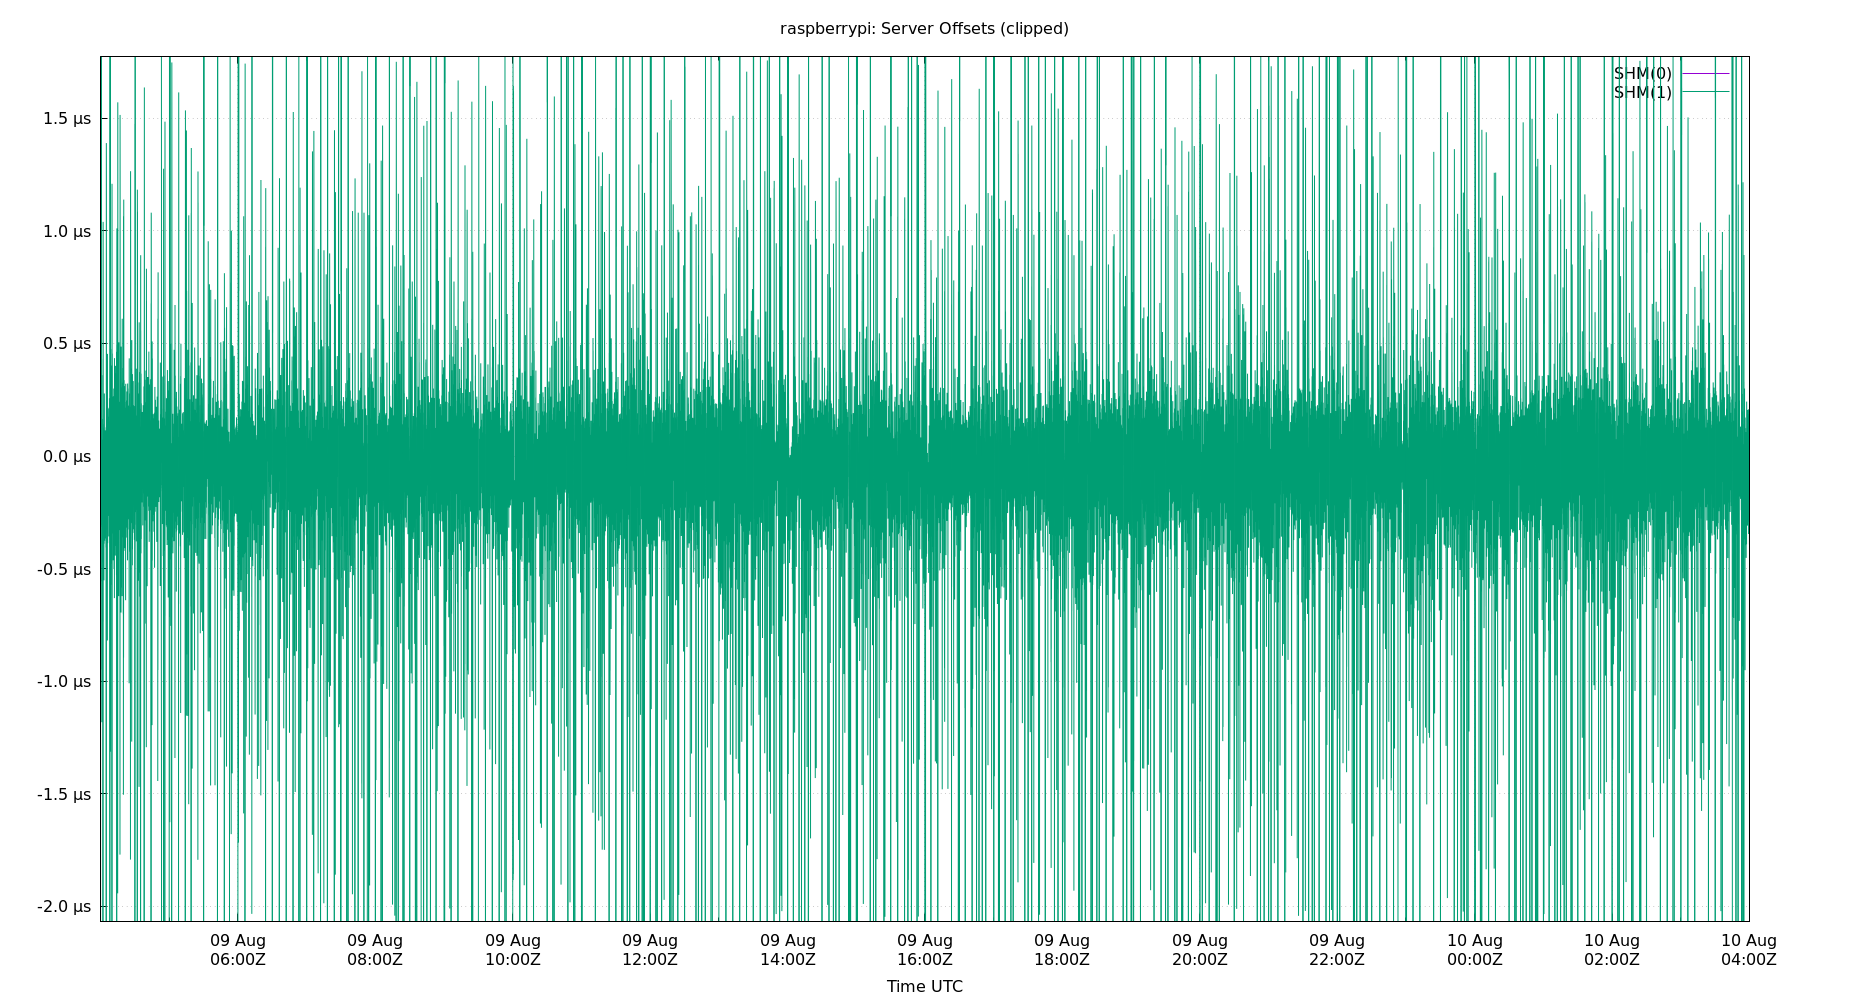 raspberrypi: Server Offsets (clipped)
SHM(0)
SHM(1)
1.5 µs
1.0 µs
0.5 µs
0.0 µs
-0.5 µs
-1.0 µs
-1.5 µs
-2.0 µs
09 Aug 09 Aug 09 Aug 09 Aug 09 Aug 09 Aug 09 Aug 09 Aug 09 Aug 10 Aug 10 Aug 10 Aug
06:00Z 08:00Z 10:00Z 12:00Z 14:00Z 16:00Z 18:00Z 20:00Z 22:00Z 00:00Z 02:00Z 04:00Z
Time UTC